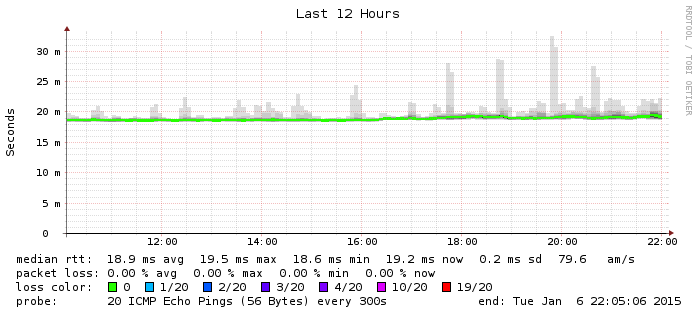 Last 12 Hours
RRDTOOL / TOBI OETIKER
Seconds
30 m
25 m
20 m
15 m
10 m
5 m
0
12:00 14:00 16:00 18:00 20:00 22:00
median rtt: 18.9 ms avg 19.5 ms max 18.6 ms min 19.2 ms now 0.2 ms sd 79.6 am/s
packet loss: 0.00 % avg 0.00 % max 0.00 % min 0.00 % now
loss color: 0 1/20 2/20 3/20 4/20 10/20 19/20
probe: 20 ICMP Echo Pings (56 Bytes) every 300s end: Tue Jan 6 22:05:06 2015